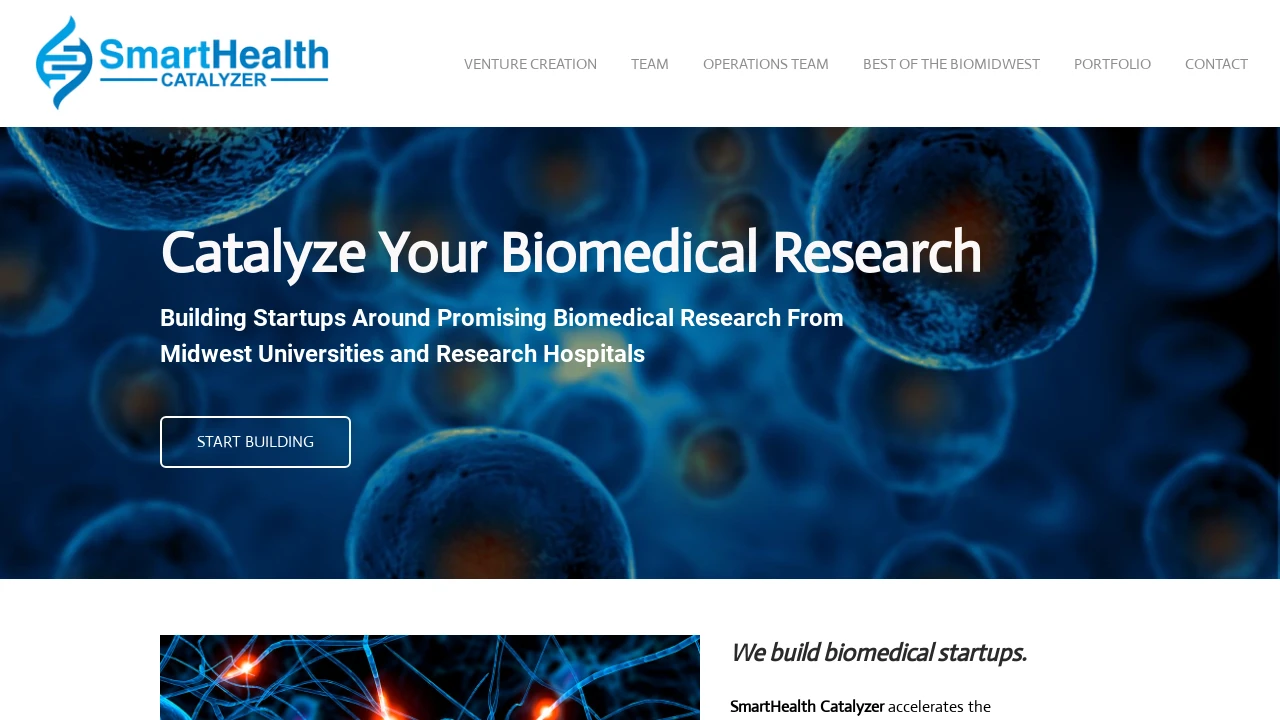 SmartHealth
CATALYZER
VENTURE CREATION
TEAM
OPERATIONS TEAM
BEST OF THE BIOMIDWEST
PORTFOLIO
CONTACT
Catalyze Your Biomedical Research
Building Startups Around Promising Biomedical Research From
Midwest Universities and Research Hospitals
START BUILDING
We build biomedical startups.
SmartHealth Catalyzer accelerates the